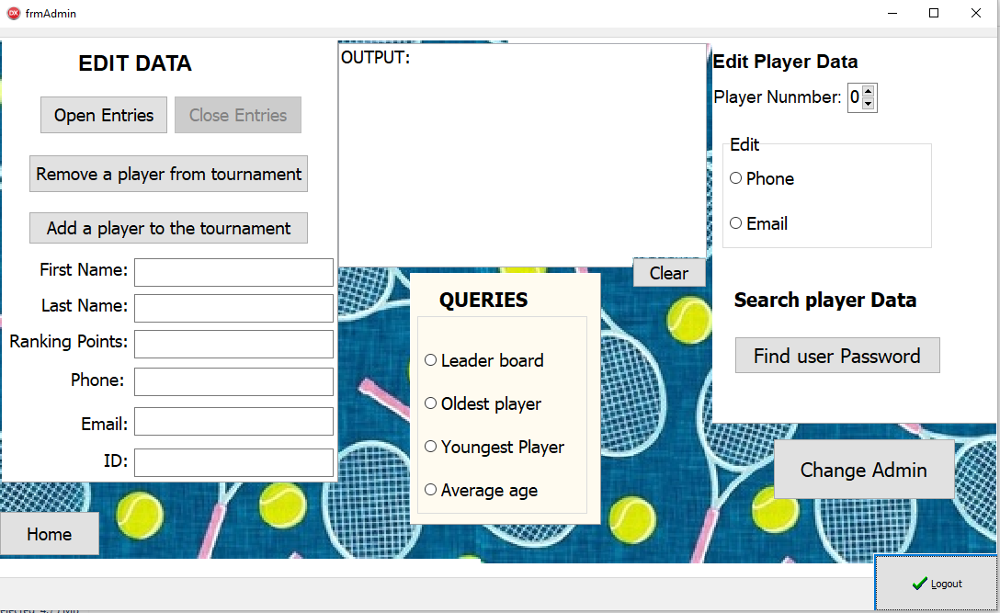 frmAdmin
EDIT DATA
Open Entries
Close Entries
Remove a player from tournament
Add a player to the tournament
First Name:
Last Name:
Ranking Points:
Phone:
Email:
ID:
Home
OUTPUT:
Clear
QUERIES
Leader board
Oldest player
Youngest Player
Average age
Edit Player Data
Player Nunmber: 0
Edit
Phone
Email
Search player Data
Find user Password
Change Admin
Logout